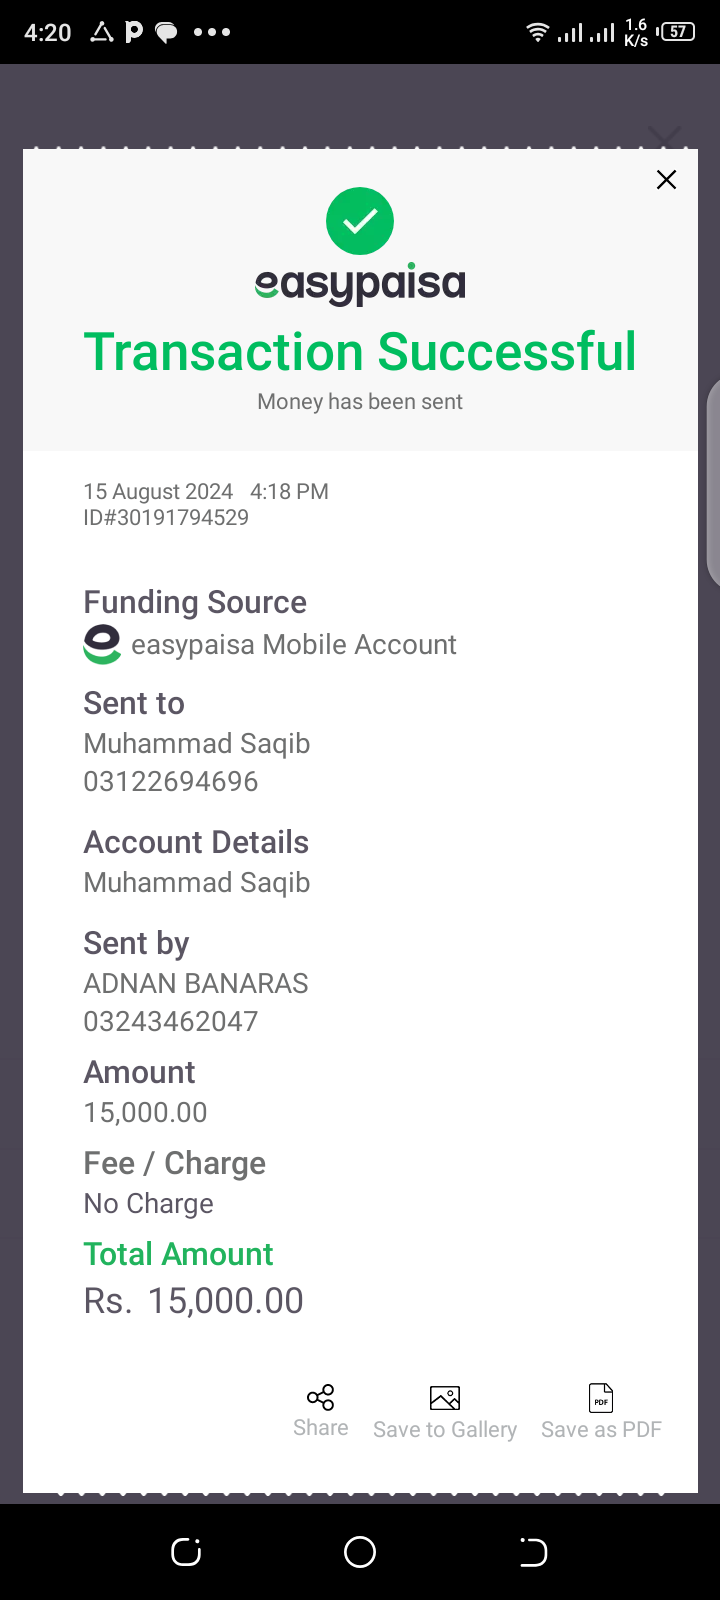 4:20
1.6
K/s
57
easypaisa
Transaction Successful
Money has been sent
15 August 2024 4:18 PM
ID#30191794529
Funding Source
easypaisa Mobile Account
Sent to
Muhammad Saqib
03122694696
Account Details
Muhammad Saqib
Sent by
ADNAN BANARAS
03243462047
Amount
15,000.00
Fee / Charge
No Charge
Total Amount
Rs. 15,000.00
PDF
Share Save to Gallery Save as PDF